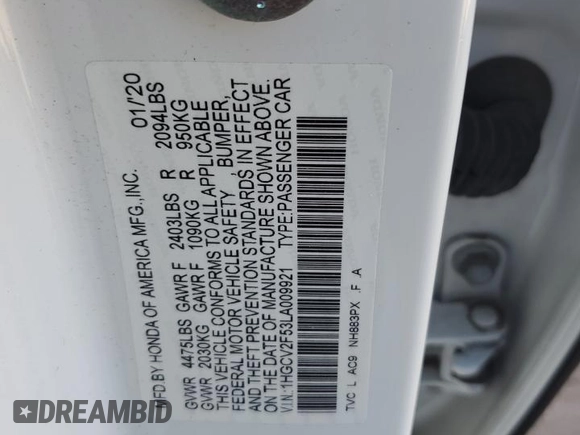 MFD.BY HONDA OF AMERICA MFG.,INC. 01/'20
GVWR 4475LBS GAWR F 2403LBS R 2094LBS
GVWR 2030KG GAWR F 1090KG R 950KG
THIS VEHICLE CONFORMS TO ALL APPLICABLE
FEDERAL MOTOR VEHICLE SAFETY , BUMPER,
AND THEFT PREVENTION STANDARDS IN EFFECT
ON THE DATE OF MANUFACTURE SHOWN ABOVE.
V.I.N.:1HGCV2F53LA009921 TYPE:PASSENGER CAR
TVC L AC9 NH883PX .F .A
DREAMBID